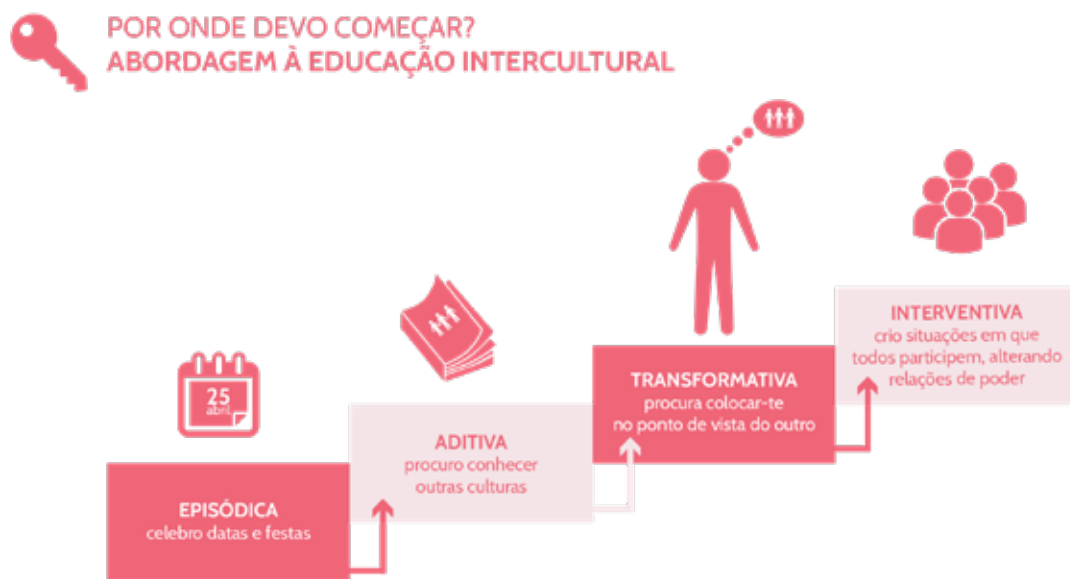 POR ONDE DEVO COMEÇAR?
ABORDAGEM À EDUCAÇÃO INTERCULTURAL
25
abril
EPISÓDICA
celebro datas e festas
ADITIVA
procuro conhecer
outras culturas
TRANSFORMATIVA
procura colocar-te
no ponto de vista do outro
INTERVENTIVA
crio situações em que
todos participem, alterando
relações de poder